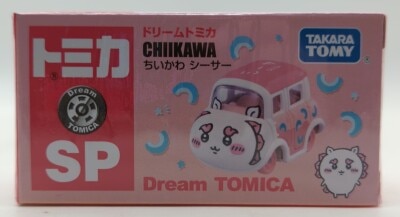 トミカ
®
Dream
TOMICA
SP
ドリームトミカ
CHIIKAWA
ちいかわ シーサー
TAKARA
TOMY
Dream TOMICA